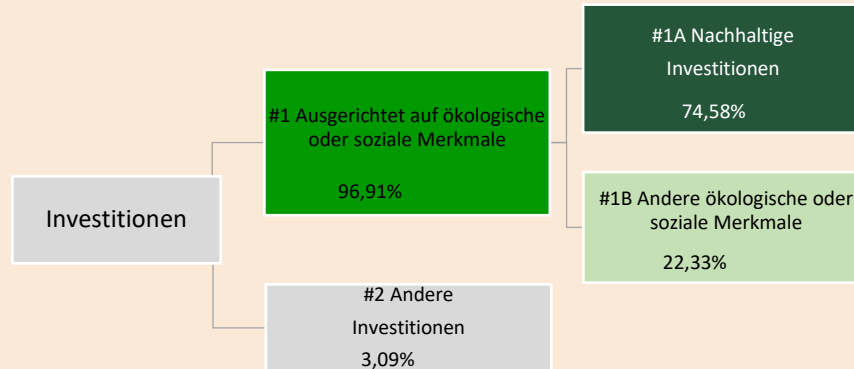 Investitionen
#1 Ausgerichtet auf ökologische
oder soziale Merkmale
96,91%
#2 Andere
Investitionen
3,09%
#1A Nachhaltige
Investitionen
74,58%
#1B Andere ökologische oder
soziale Merkmale
22,33%